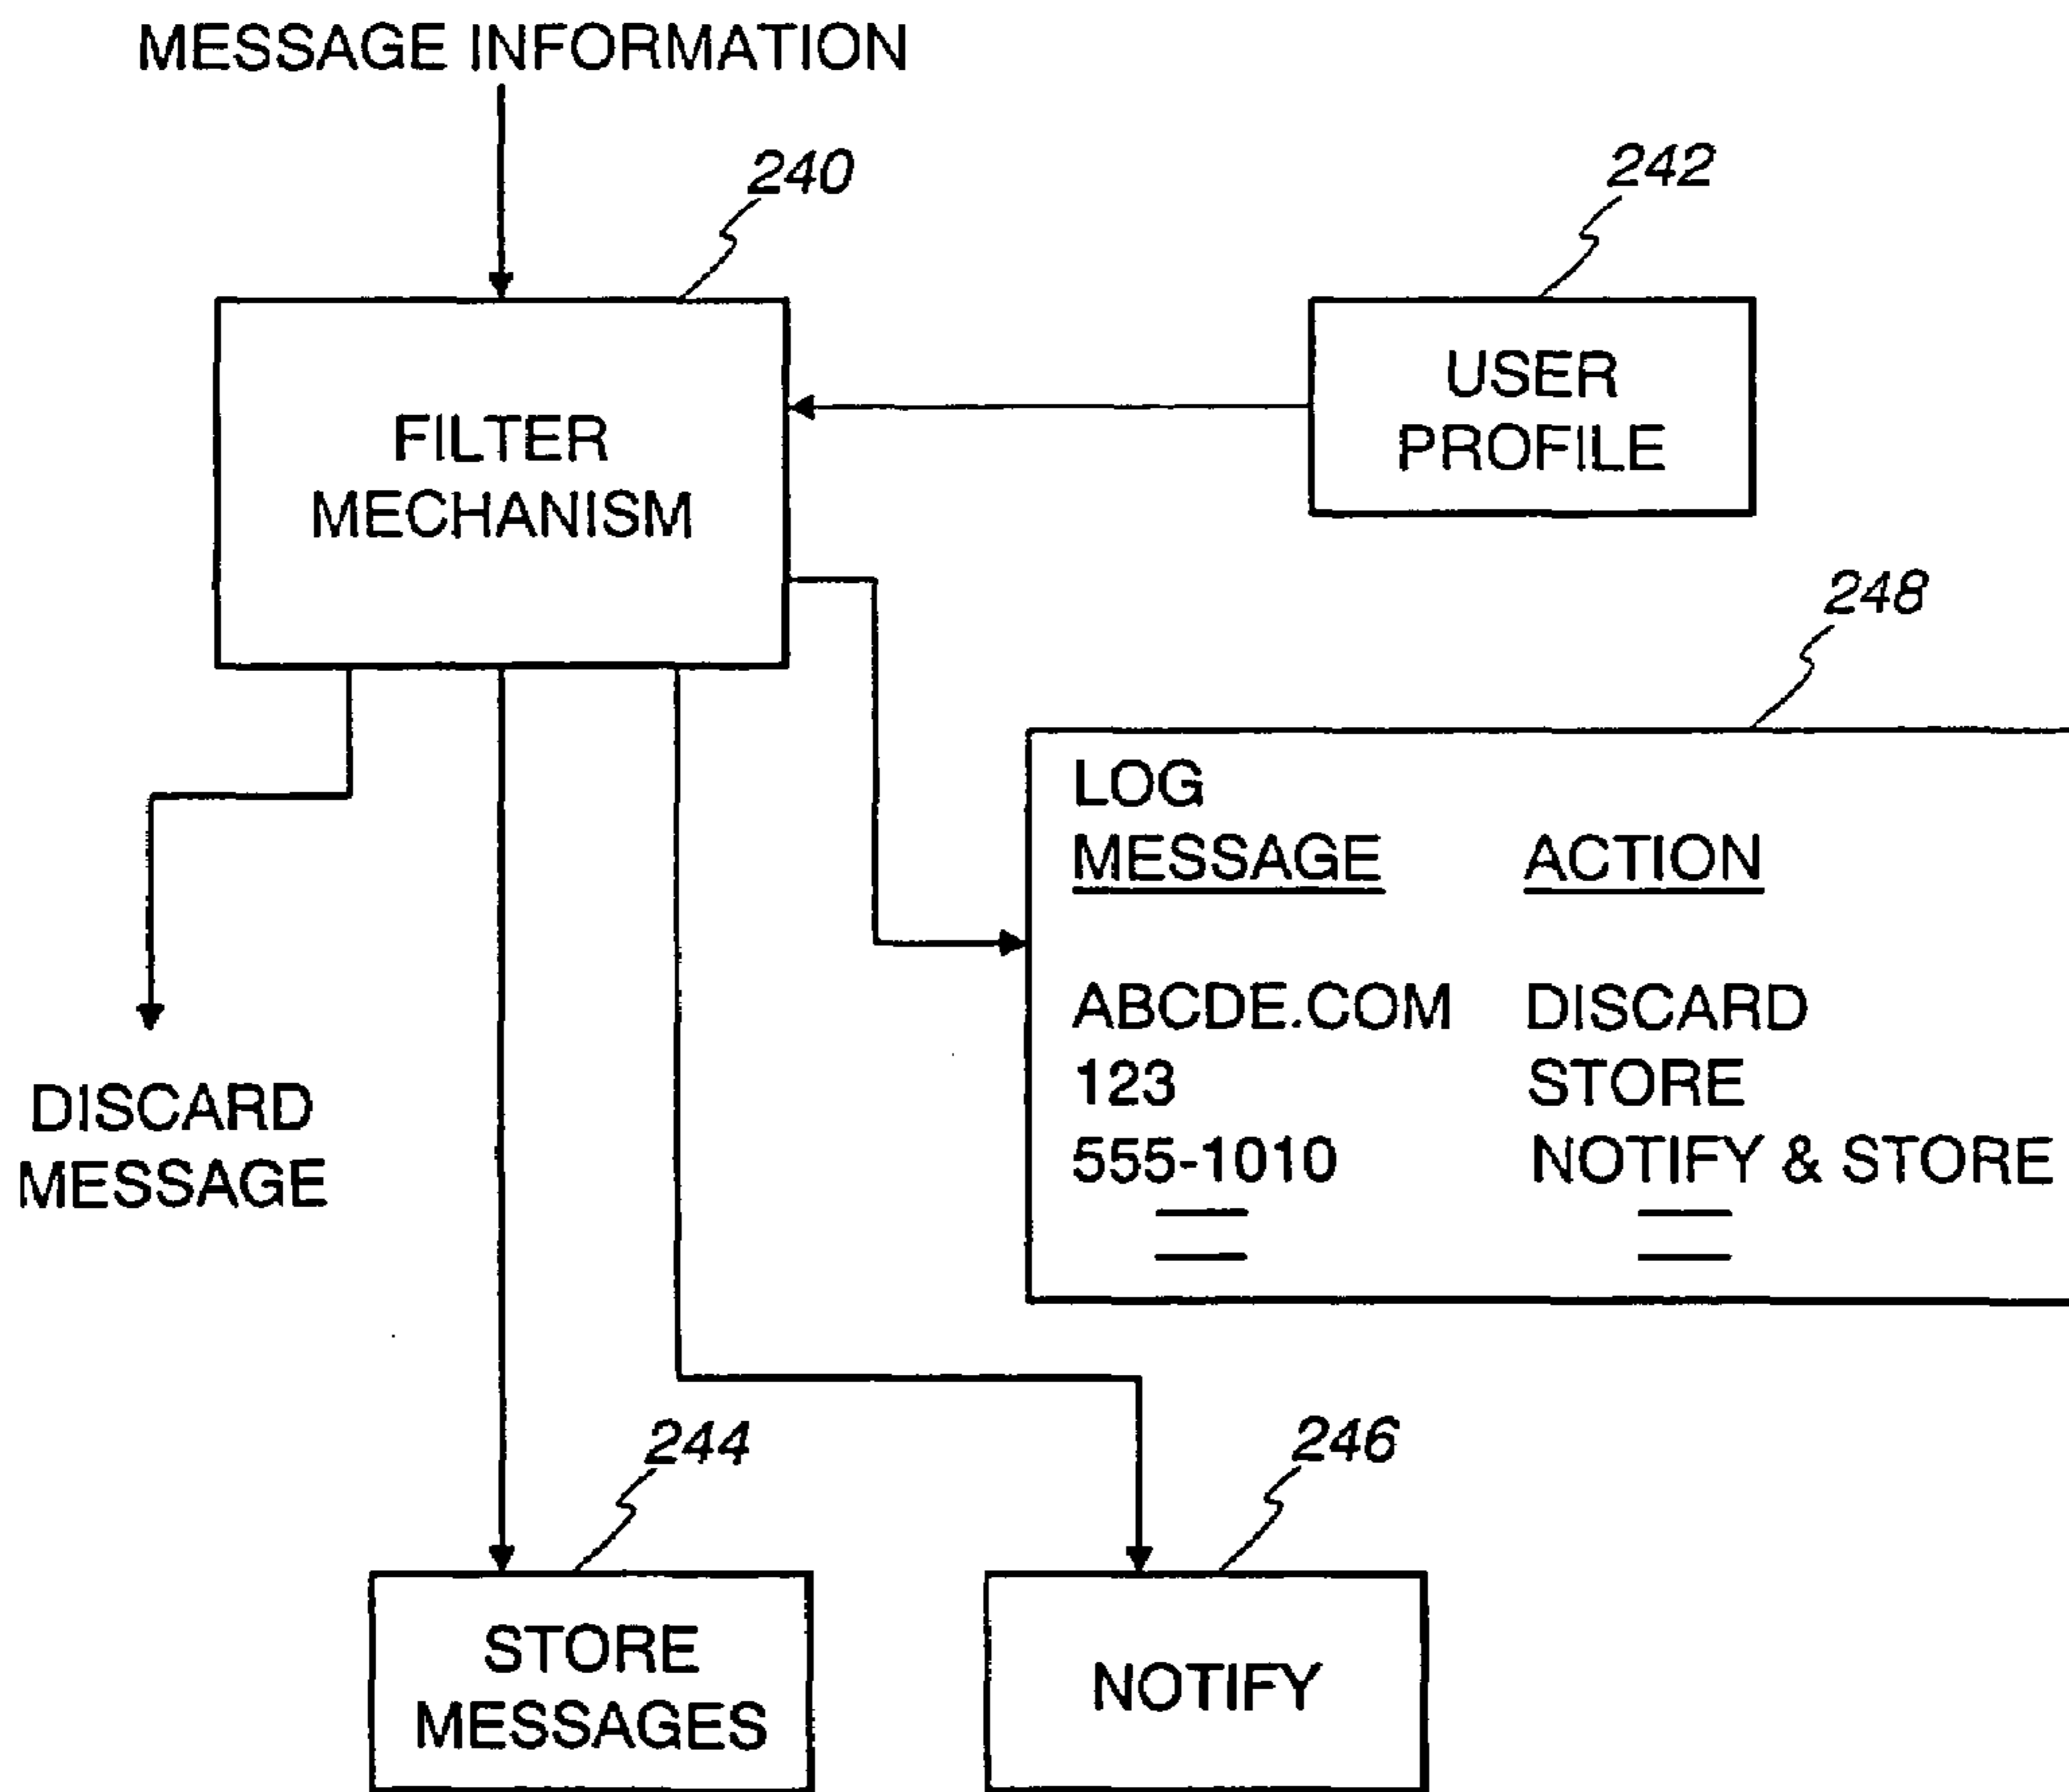 MESSAGE INFORMATION
240
242
FILTER
MECHANISM
USER
PROFILE
248
LOG
MESSAGE ACTION
ABCDE.COM DISCARD
123 STORE
555-1010 NOTIFY & STORE
DISCARD
MESSAGE
244
246
STORE
MESSAGES
NOTIFY